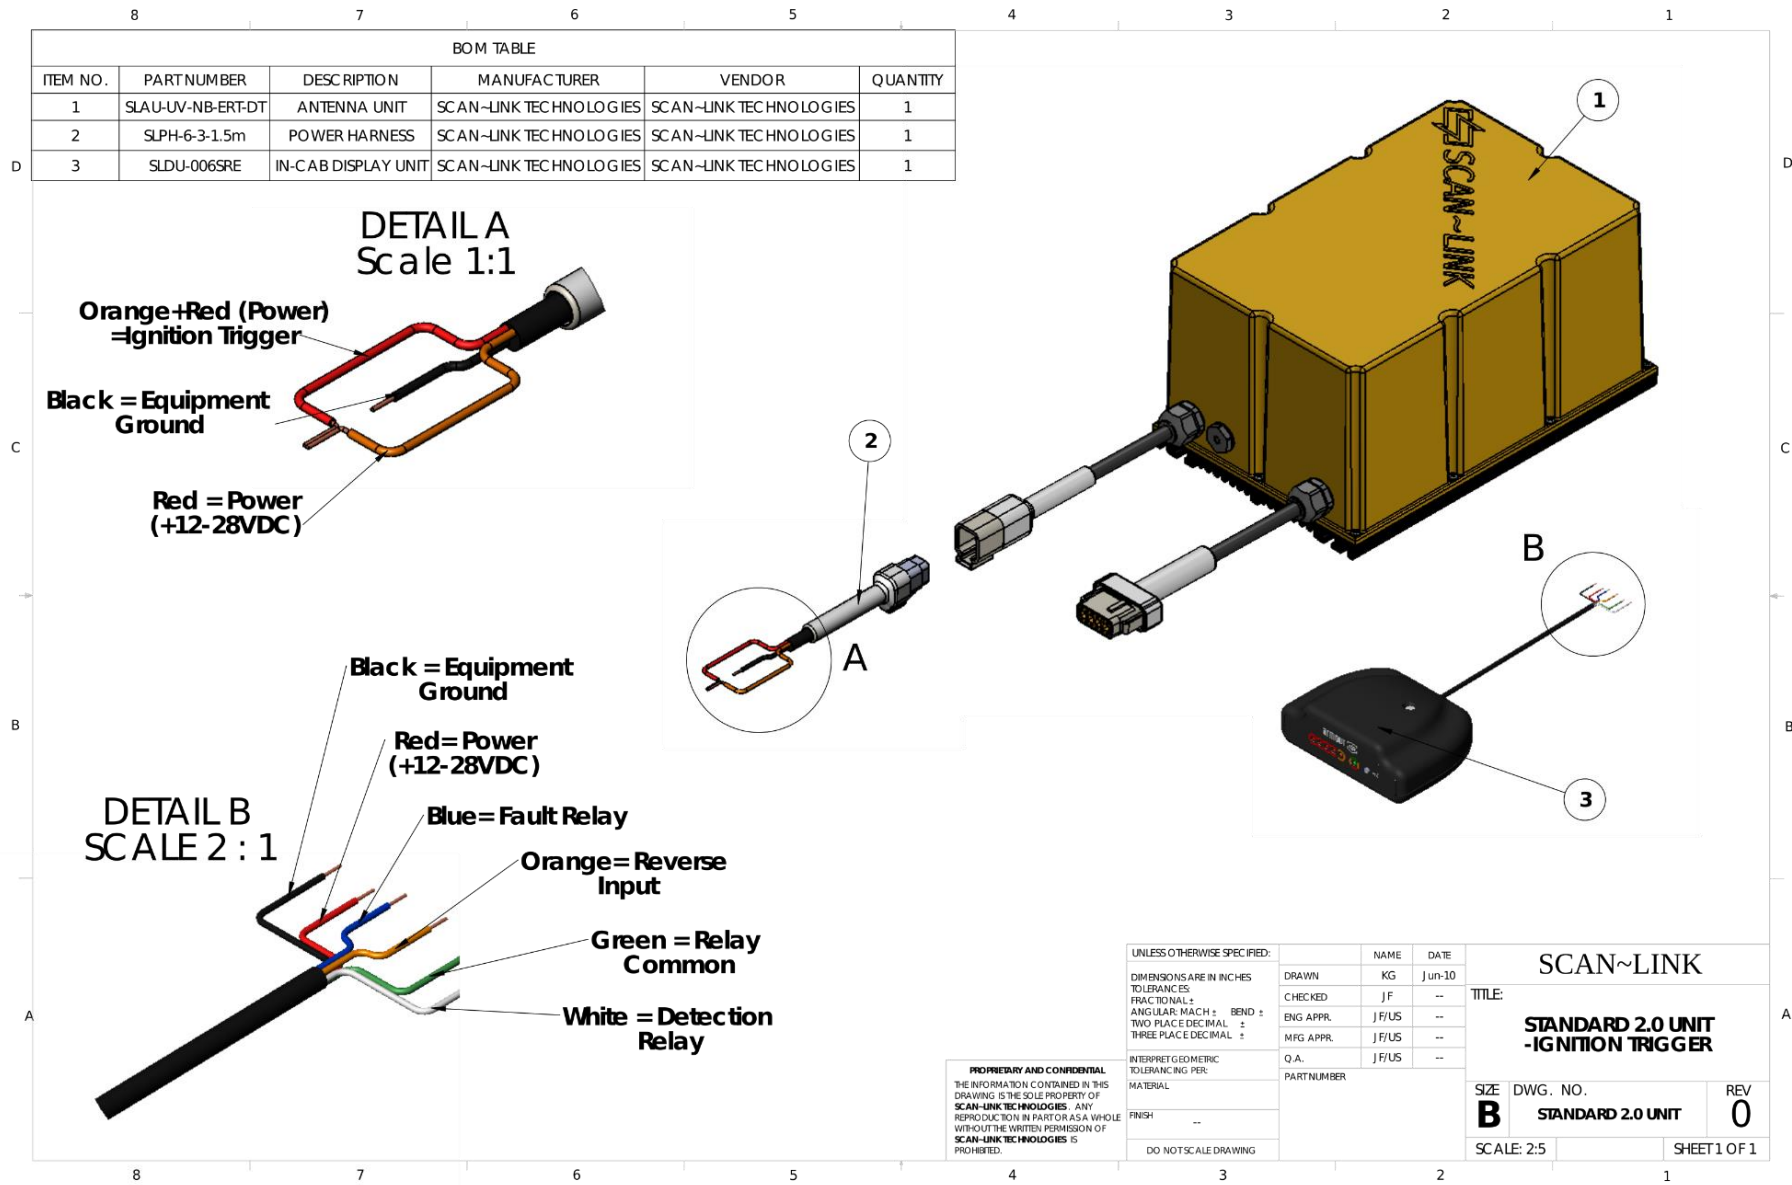 8 7 6 5 4 3 2 1
BOM TABLE
ITEM NO. PART NUMBER DESCRIPTION MANUFACTURER VENDOR QUANTITY
1 SLAU-UV-NB-ERT-DT ANTENNA UNIT SCAN~LINK TECHNOLOGIES SCAN~LINK TECHNOLOGIES 1
2 SLPH-6-3-1.5m POWER HARNESS SCAN~LINK TECHNOLOGIES SCAN~LINK TECHNOLOGIES 1
3 SLDU-006SRE IN-CAB DISPLAY UNIT SCAN~LINK TECHNOLOGIES SCAN~LINK TECHNOLOGIES 1
D
D
1
SCAN~LINK
DETAIL A
Scale 1:1
Orange+Red (Power)
=Ignition Trigger
Black = Equipment
Ground
Red = Power
(+12-28VDC)
C
C
2
A
B
3
B
B
Black = Equipment
Ground
Red= Power
(+12-28VDC)
DETAIL B
SCALE 2 : 1
Blue= Fault Relay
Orange= Reverse
Input
Green = Relay
Common
White = Detection
Relay
A
A
PROPRIETARY AND CONFIDENTIAL
THE INFORMATION CONTAINED IN THIS
DRAWING IS THE SOLE PROPERTY OF
SCAN~LINK TECHNOLOGIES. ANY
REPRODUCTION IN PART OR AS A WHOLE
WITHOUT THE WRITTEN PERMISSION OF
SCAN~LINK TECHNOLOGIES IS
PROHIBITED.
UNLESS OTHERWISE SPECIFIED:
DIMENSIONS ARE IN INCHES
TOLERANCES:
FRACTIONAL ±
ANGULAR: MACH ± BEND ±
TWO PLACE DECIMAL ±
THREE PLACE DECIMAL ±
INTERPRET GEOMETRIC
TOLERANCING PER:
MATERIAL
FINISH
--
DO NOT SCALE DRAWING
NAME DATE
DRAWN KG Jun-10
CHECKED JF --
ENG APPR. JF/US --
MFG APPR. JF/US --
Q.A. JF/US --
PART NUMBER
SCAN~LINK
TITLE:
STANDARD 2.0 UNIT
-IGNITION TRIGGER
SIZE DWG. NO. REV
B STANDARD 2.0 UNIT 0
SCALE: 2:5 SHEET 1 OF 1
8 7 6 5 4 3 2 1